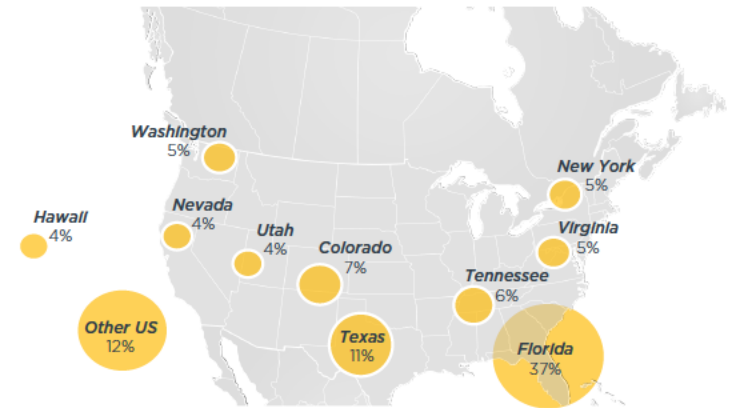 Washington
5%
New York
5%
Nevada
4%
Hawaii
4%
Utah
4%
Virginia
5%
Colorado
7%
Tennessee
6%
Other US
12%
Texas
11%
Florida
37%